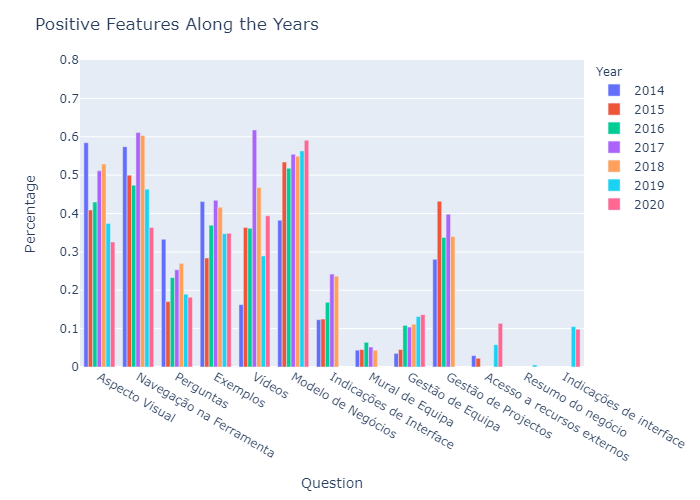 Positive Features Along the Years
Percentage
0.8
0.7
0.6
0.5
0.4
0.3
0.2
0.1
0
Aspecto Visual
Navegação na Ferramenta
Perguntas
Exemplos
Vídeos
Modelo de Negócios
Indicações de Interface
Mural de Equipa
Gestão de Equipa
Gestão de Projectos
Acesso a recursos externos
Resumo do negócio
Indicações de interface
Question
Year
2014
2015
2016
2017
2018
2019
2020